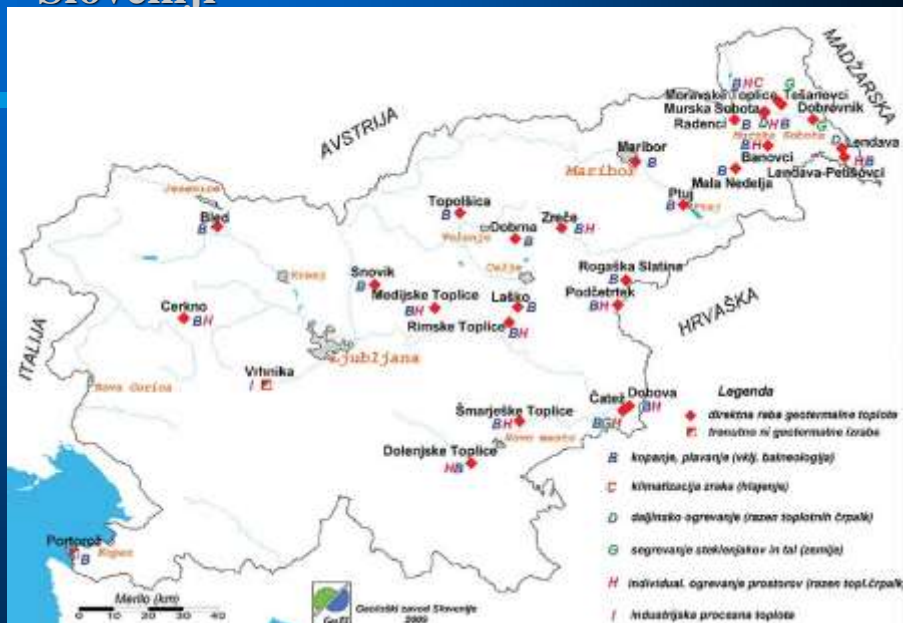 Sloveniji
MADŽARSKA
AVSTRIJA
ITALIJA
HRVAŠKA
B H C
G
Moravske Toplice
Tešanovci
Murska Sobota
Dobrovnik
Radenci
B
D H B
G
Murska Sobota
D
Lendava
B H
H B
Banovci
Lendava-Petišovci
Maribor
B
Maribor
B
Mala Nedelja
Ptuj
B
Ptuj
Jesenice
Bled
B
Topolšica
B
Zreče
B H
Dobrna
B
Velenje
Celje
Kranj
Snovik
B
Medijske Toplice
B H
Laško
B
Rimske Toplice
B H
Rogaška Slatina
B
Podčetrtek
B H
Cerkno
B H
Ljubljana
Vrhnika
I
Nova Gorica
Čatež
Dobova
B H
B G H
Šmarješke Toplice
B H
Novo mesto
Dolenjske Toplice
H B
Portorož
B
Koper
Legenda
direktna raba geotermalne toplote
trenutno ni geotermalne izrabe
B kopanje, plavanje (vklj. balneologija)
C klimatizacija zraka (hlajenje)
D daljinsko ogrevanje (razen toplotnih črpalk)
G segrevanje steklenjakov in tal (zemlje)
H individual. ogrevanje prostorov (razen topl.črpalk)
I industrijska procesna toplota
Merilo (km)
0 10 20 30 40
GeoZS
Geološki zavod Slovenije
2009